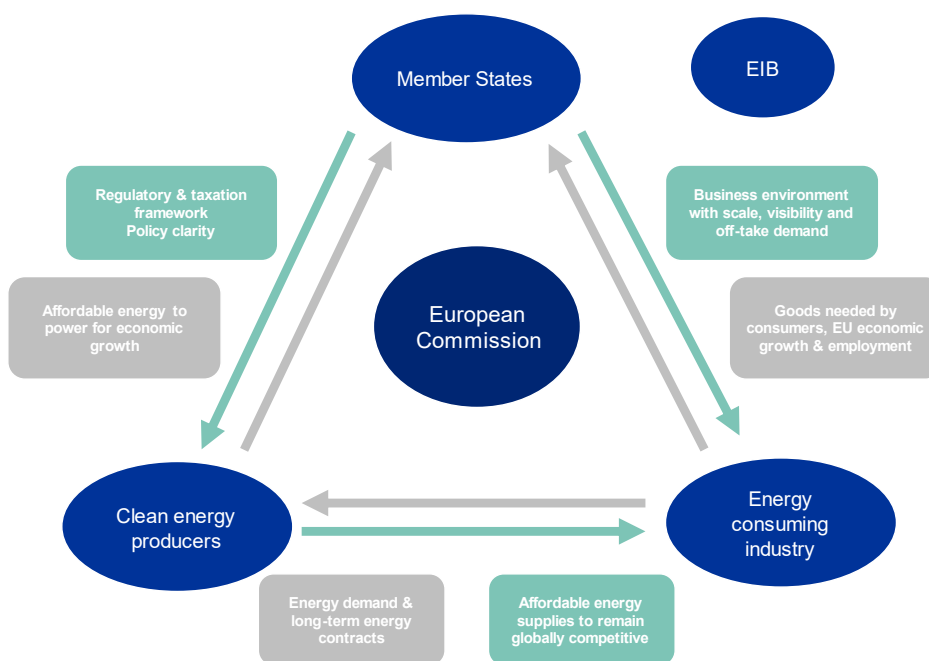 Member States
EIB
Regulatory & taxation
framework
Policy clarity
Business environment
with scale, visibility and
off-take demand
Affordable energy to
power for economic
growth
European
Commission
Goods needed by
consumers, EU economic
growth & employment
Clean energy
producers
Energy
consuming
industry
Energy demand &
long-term energy
contracts
Affordable energy
supplies to remain
globally competitive